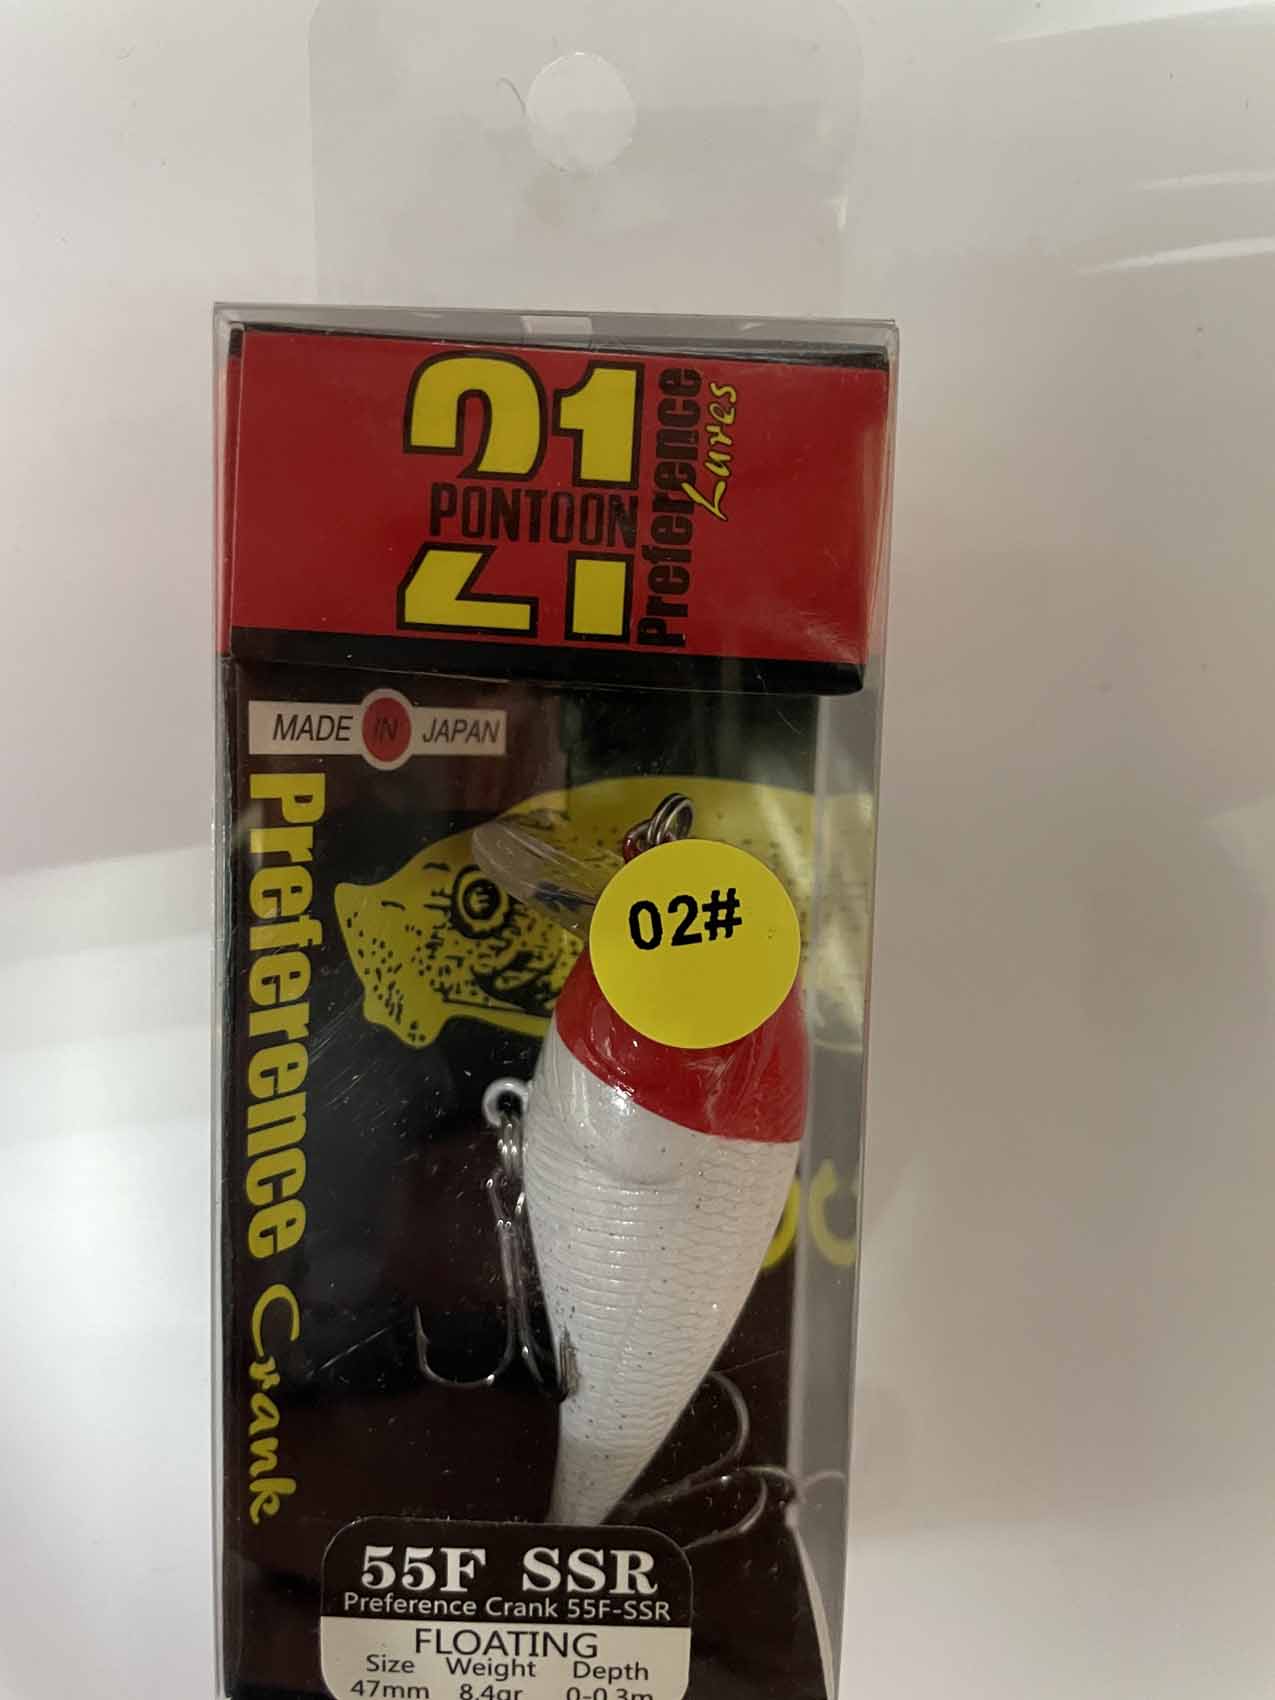 21
PONTOON
21
Preference
Lures
MADE IN JAPAN
Preference Crank
02#
55F SSR
Preference Crank 55F-SSR
FLOATING
Size Weight Depth
47mm 8.4gr 0-0.3m